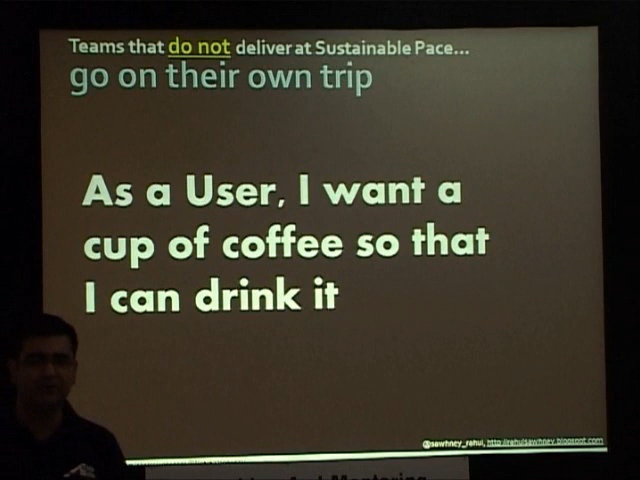 Teams that do not deliver at Sustainable Pace...
go on their own trip
As a User, I want a
cup of coffee so that
I can drink it
@sawhney_rahul, http://rahulsawhney.blogspot.com
Mentoring